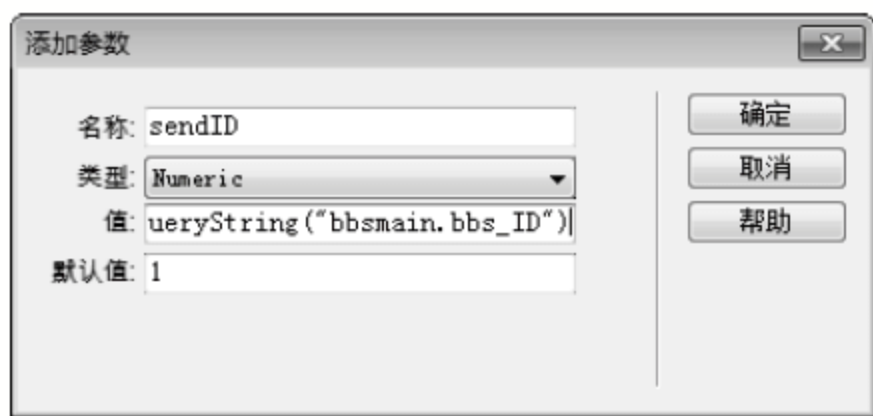 添加参数
名称: sendID
类型: Numeric
值: ueryString("bbsmain.bbs_ID")
默认值: 1
确定
取消
帮助